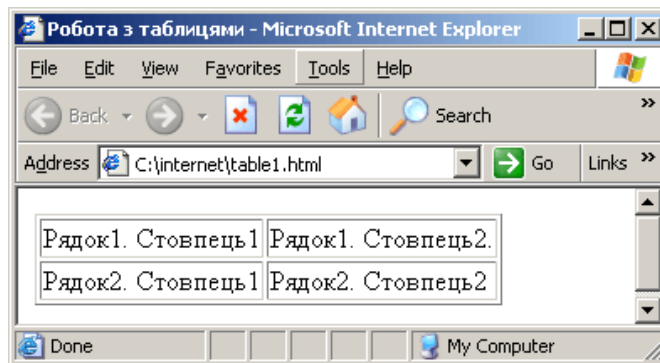 Робота з таблицями - Microsoft Internet Explorer
File Edit View Favorites Tools Help
Back Search »
Address C:\internet\table1.html Go Links »
Рядок1. Стовпець1 Рядок1. Стовпець2.
Рядок2. Стовпець1 Рядок2. Стовпець2
Done My Computer